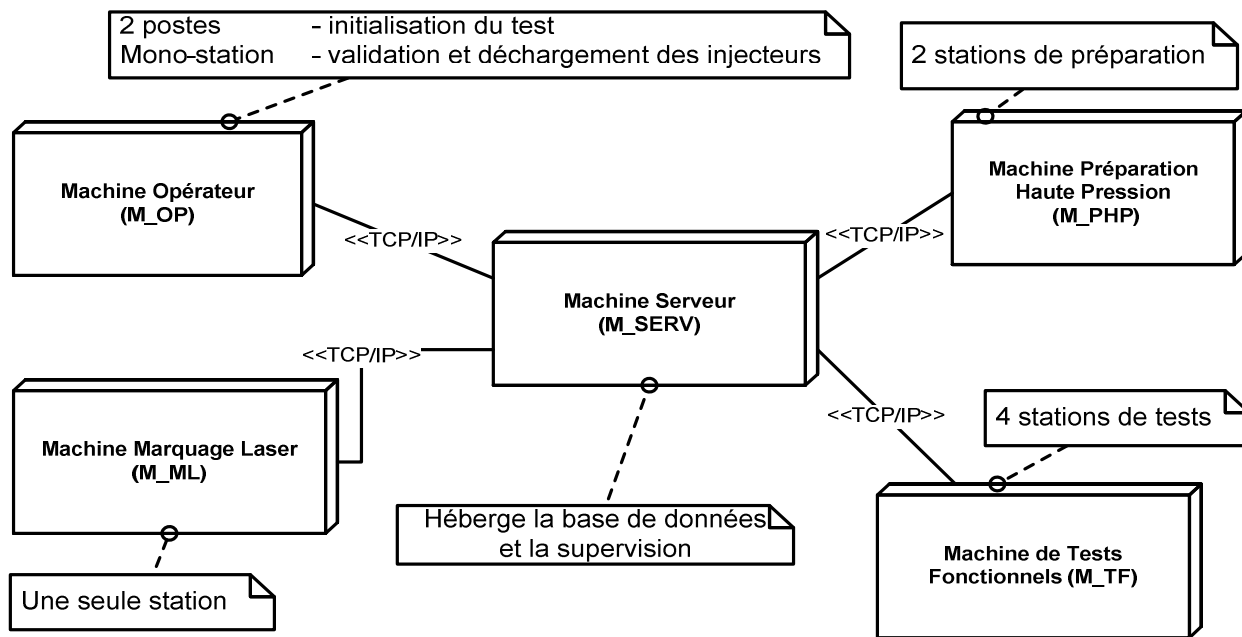 2 postes - initialisation du test
Mono-station - validation et déchargement des injecteurs
2 stations de préparation
Machine Opérateur
(M_OP)
Machine Préparation
Haute Pression
(M_PHP)
<<TCP/IP>>
<<TCP/IP>>
Machine Serveur
(M_SERV)
<<TCP/IP>>
<<TCP/IP>>
4 stations de tests
Machine Marquage Laser
(M_ML)
Héberge la base de données
et la supervision
Machine de Tests
Fonctionnels (M_TF)
Une seule station